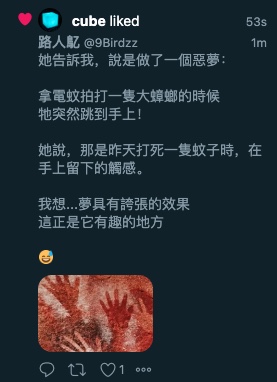 cube liked
53s
路人鳦 @9Birdzz
1m
她告訴我，說是做了一個惡夢：
拿電蚊拍打一隻大蟑螂的時候
牠突然跳到手上！
她說，那是昨天打死一隻蚊子時，在
手上留下的觸感。
我想...夢具有誇張的效果
這正是它有趣的地方
😅
1